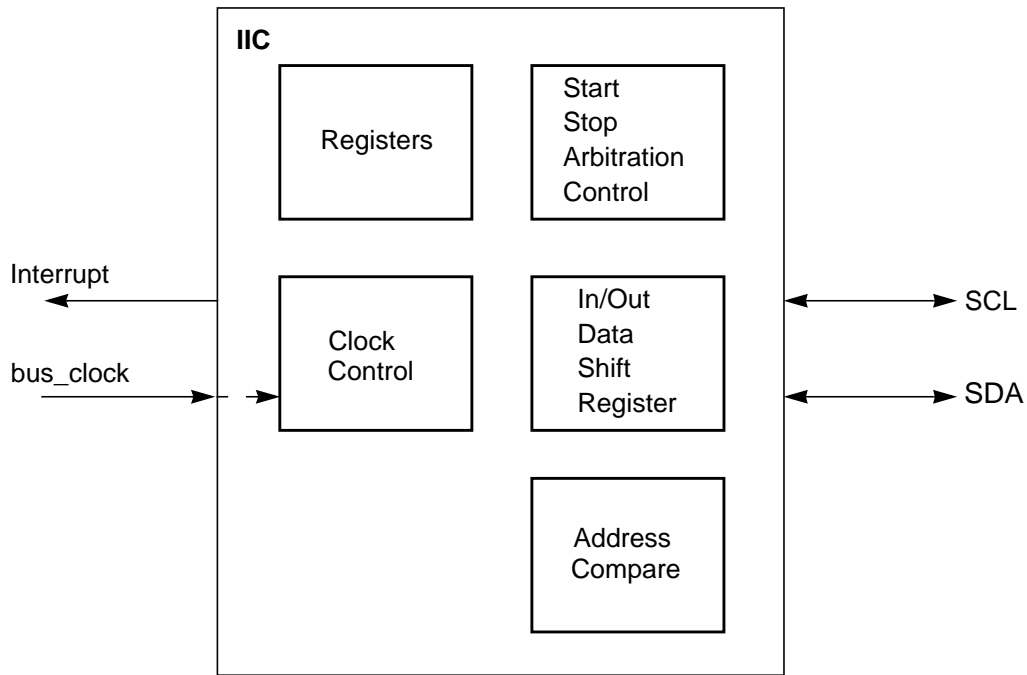 IIC
Registers
Start
Stop
Arbitration
Control
Interrupt
bus_clock
Clock
Control
In/Out
Data
Shift
Register
SCL
SDA
Address
Compare